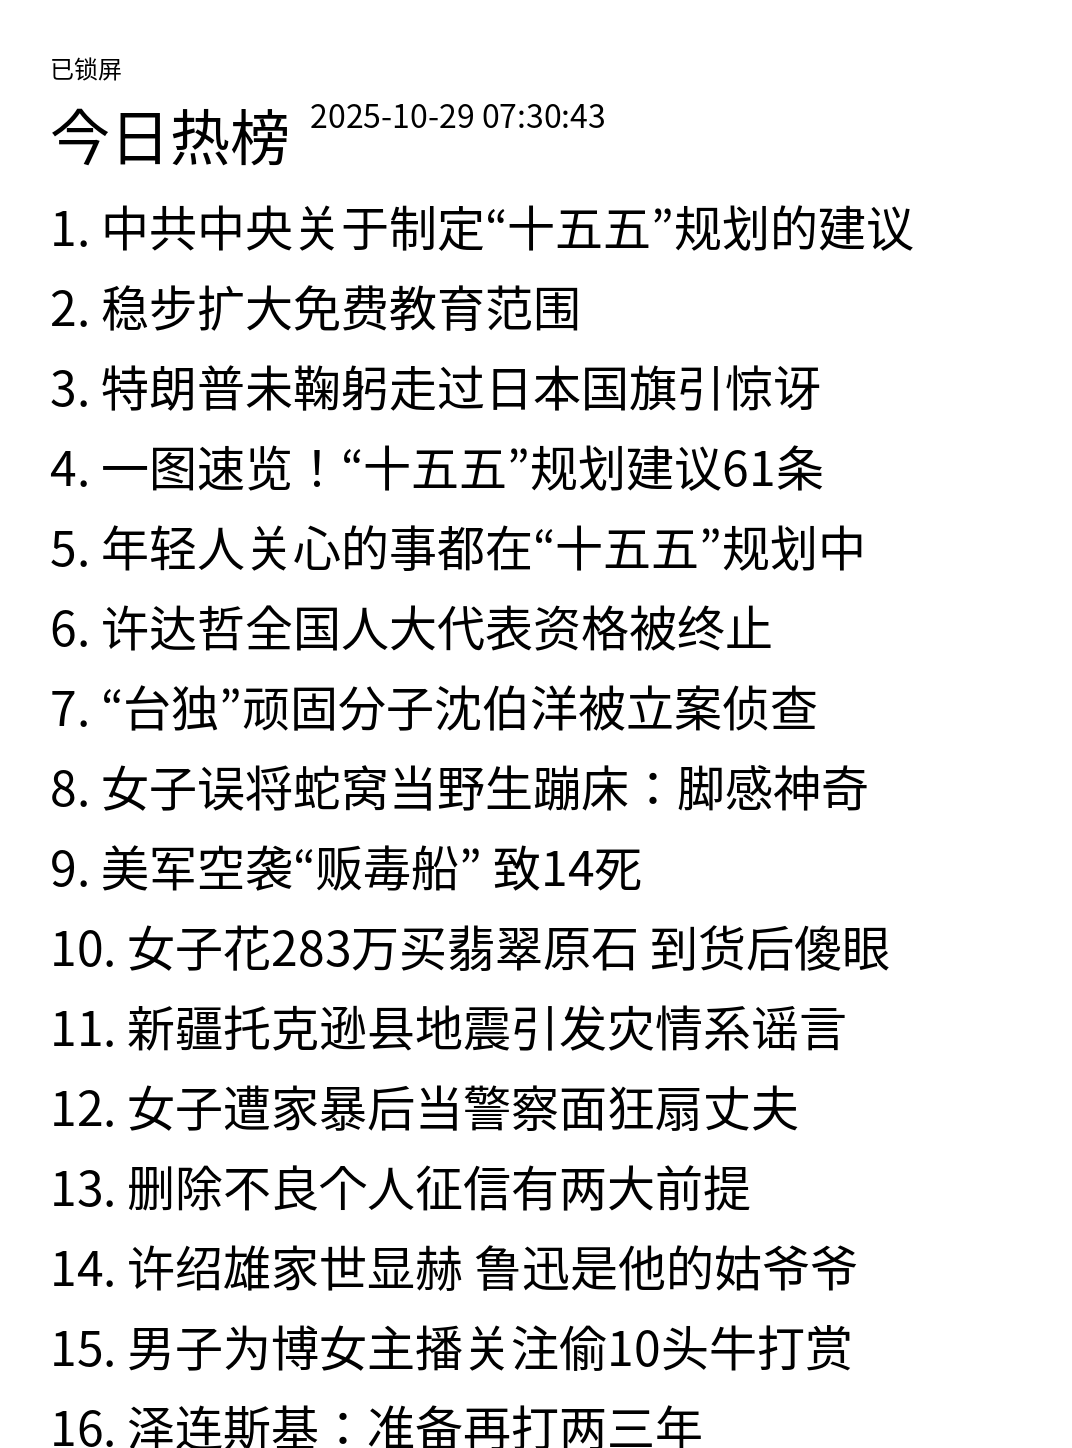 已锁屏
今日热榜 2025-10-29 07:30:43
1. 中共中央关于制定“十五五”规划的建议
2. 稳步扩大免费教育范围
3. 特朗普未鞠躬走过日本国旗引惊讶
4. 一图速览！“十五五”规划建议61条
5. 年轻人关心的事都在“十五五”规划中
6. 许达哲全国人大代表资格被终止
7. “台独”顽固分子沈伯洋被立案侦查
8. 女子误将蛇窝当野生蹦床：脚感神奇
9. 美军空袭“贩毒船” 致14死
10. 女子花283万买翡翠原石 到货后傻眼
11. 新疆托克逊县地震引发灾情系谣言
12. 女子遭家暴后当警察面狂扇丈夫
13. 删除不良个人征信有两大前提
14. 许绍雄家世显赫 鲁迅是他的姑爷爷
15. 男子为博女主播关注偷10头牛打赏
16. 泽连斯基：准备再打两三年